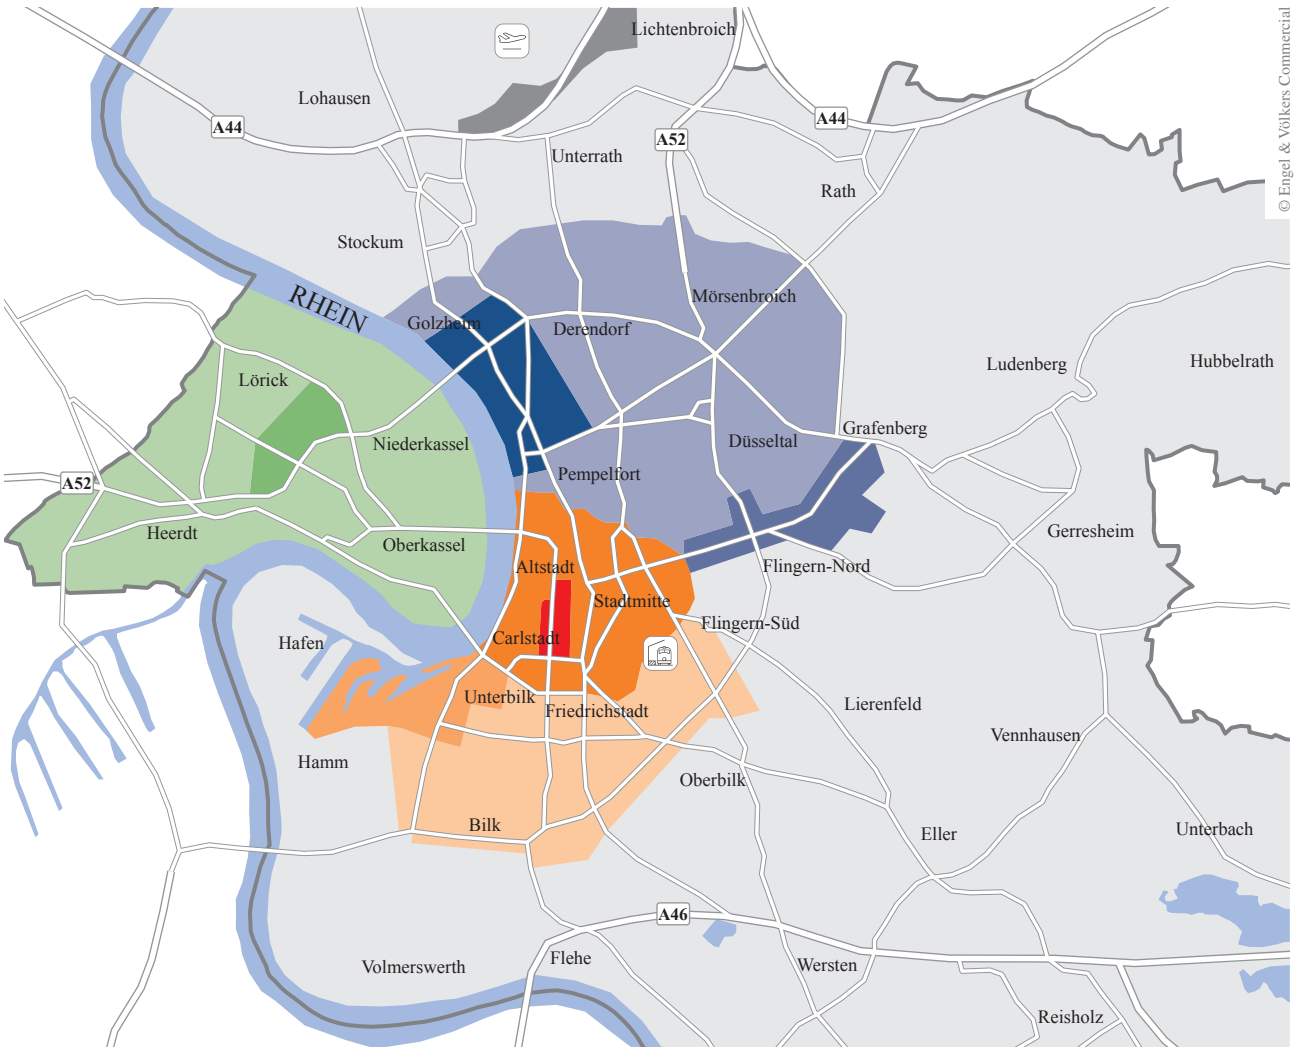 Lichtenbroich
Lohausen
A44
A44
A52
Unterrath
Rath
© Engel & Völkers Commercial
Stockum
RHEIN
Mörsenbroich
Golzheim
Derendorf
Ludenberg
Hubbelrath
Lörick
Niederkassel
Düsseltal
Grafenberg
A52
Pempelfort
Heerdt
Oberkassel
Gerresheim
Altstadt
Flingern-Nord
Stadtmitte
Flingern-Süd
Hafen
Carlstadt
Unterbilk
Friedrichstadt
Lierenfeld
Vennhausen
Hamm
Oberbilk
Bilk
Eller
Unterbach
A46
Volmerswerth
Flehe
Wersten
Reisholz